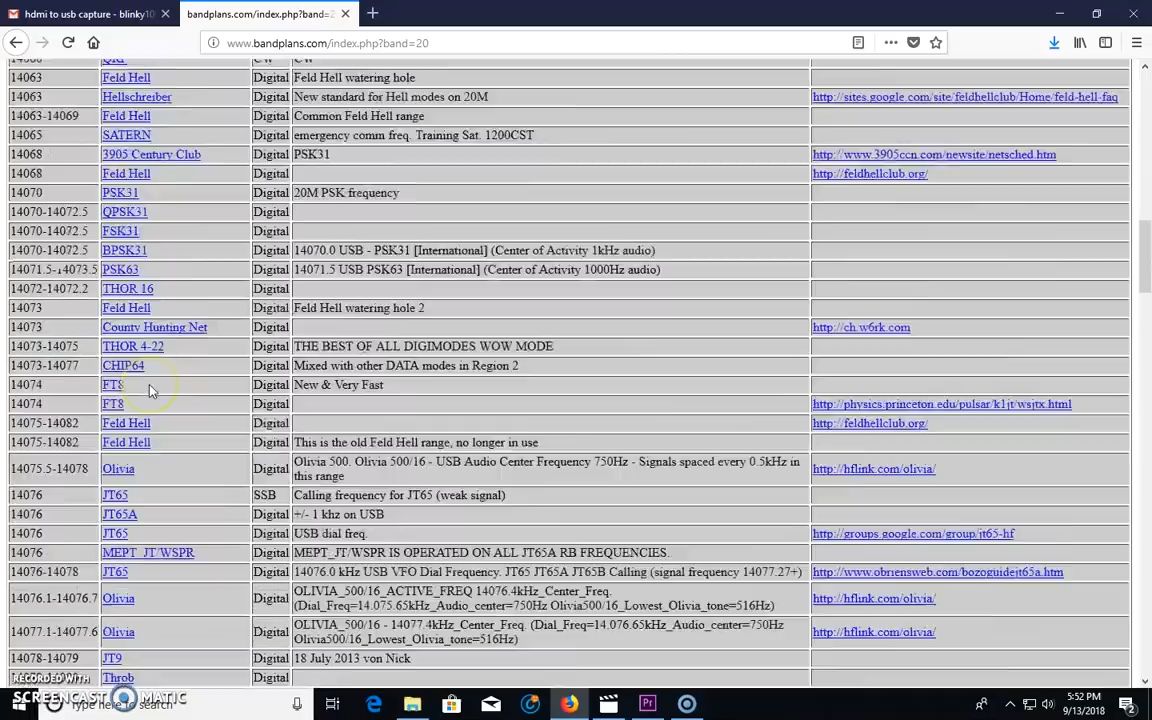 hdmi to usb capture - blinky10
bandplans.com/index.php?band=2
www.bandplans.com/index.php?band=20
14063 Feld Hell Digital Feld Hell watering hole
14063 Hellschreiber Digital New standard for Hell modes on 20M http://sites.google.com/site/feldhellclub/Home/feld-hell-faq
14063-14069 Feld Hell Digital Common Feld Hell range
14065 SATERN Digital emergency comm freq. Training Sat. 1200CST
14068 3905 Century Club Digital PSK31 http://www.3905ccn.com/newsite/netsched.htm
14068 Feld Hell Digital http://feldhellclub.org/
14070 PSK31 Digital 20M PSK frequency
14070-14072.5 QPSK31 Digital
14070-14072.5 FSK31 Digital
14070-14072.5 BPSK31 Digital 14070.0 USB - PSK31 [International] (Center of Activity 1kHz audio)
14071.5-14073.5 PSK63 Digital 14071.5 USB PSK63 [International] (Center of Activity 1000Hz audio)
14072-14072.2 THOR 16 Digital
14073 Feld Hell Digital Feld Hell watering hole 2
14073 County Hunting Net Digital http://ch.w6rk.com
14073-14075 THOR 4-22 Digital THE BEST OF ALL DIGIMODES WOW MODE
14073-14077 CHIP64 Digital Mixed with other DATA modes in Region 2
14074 FT8 Digital New & Very Fast
14074 FT8 Digital http://physics.princeton.edu/pulsar/k1jt/wsjtx.html
14075-14082 Feld Hell Digital http://feldhellclub.org/
14075-14082 Feld Hell Digital This is the old Feld Hell range, no longer in use
14075.5-14078 Olivia Digital Olivia 500. Olivia 500/16 - USB Audio Center Frequency 750Hz - Signals spaced every 0.5kHz in http://hflink.com/olivia/
this range
14076 JT65 SSB Calling frequency for JT65 (weak signal)
14076 JT65A Digital +/- 1 khz on USB
14076 JT65 Digital USB dial freq. http://groups.google.com/group/jt65-hf
14076 MEPT_JT/WSPR Digital MEPT_JT/WSPR IS OPERATED ON ALL JT65A RB FREQUENCIES.
14076-14078 JT65 Digital 14076.0 kHz USB VFO Dial Frequency. JT65 JT65A JT65B Calling (signal frequency 14077.27+) http://www.obriensweb.com/bozoguidejt65a.htm
14076.1-14076.7 Olivia Digital OLIVIA_500/16_ACTIVE_FREQ 14076.4kHz_Center_Freq. http://hflink.com/olivia/
(Dial_Freq=14.075.65kHz_Audio_center=750Hz Olivia500/16_Lowest_Olivia_tone=516Hz)
14077.1-14077.6 Olivia Digital OLIVIA_500/16 - 14077.4kHz_Center_Freq. (Dial_Freq=14.076.65kHz_Audio_center=750Hz http://hflink.com/olivia/
Olivia500/16_Lowest_Olivia_tone=516Hz)
14078-14079 JT9 Digital 18 July 2013 von Nick
Throb Digital
RECORDED WITH
SCREENCAST MATIC
Type here to search
5:52 PM
9/13/2018
2